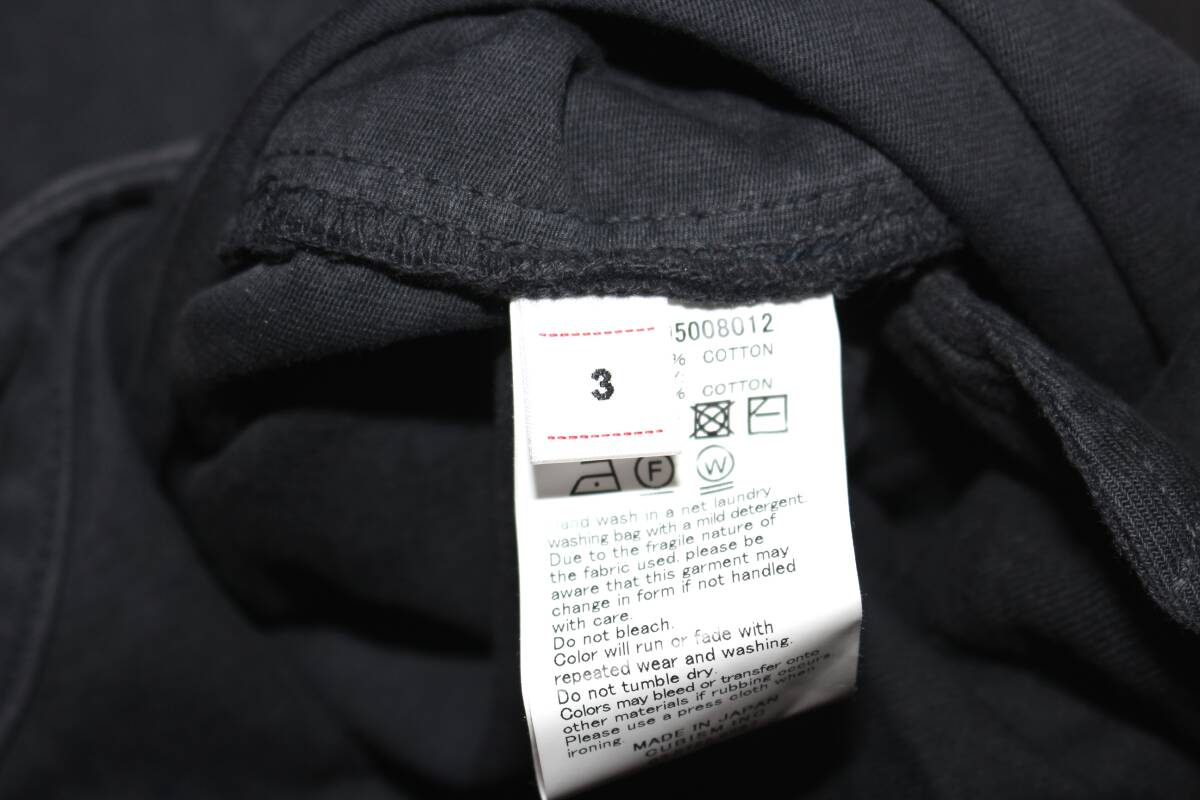 3
5008012
% COTTON
% COTTON
F W
and wash in a net laundry
washing bag with a mild detergent.
Due to the fragile nature of
the fabric used. please be
aware that this garment may
change in form if not handled
with care.
Do not bleach.
Color will run or fade with
repeated wear and washing.
Do not tumble dry.
Colors may bleed or transfer onto
other materials if rubbing occurs.
Please use a press cloth when
ironing.
MADE IN JAPAN
CUBISM.INC